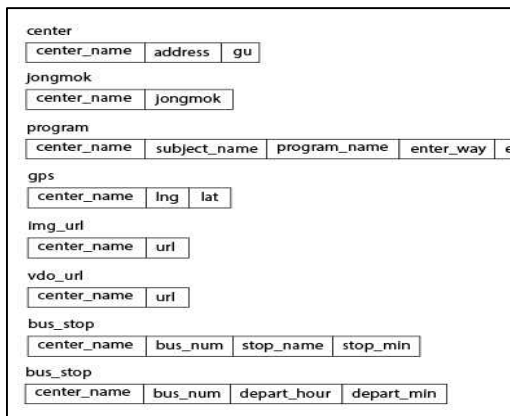 center
center_name address gu
jongmok
center_name jongmok
program
center_name subject_name program_name enter_way e
gps
center_name lng lat
img_url
center_name url
vdo_url
center_name url
bus_stop
center_name bus_num stop_name stop_min
bus_stop
center_name bus_num depart_hour depart_min